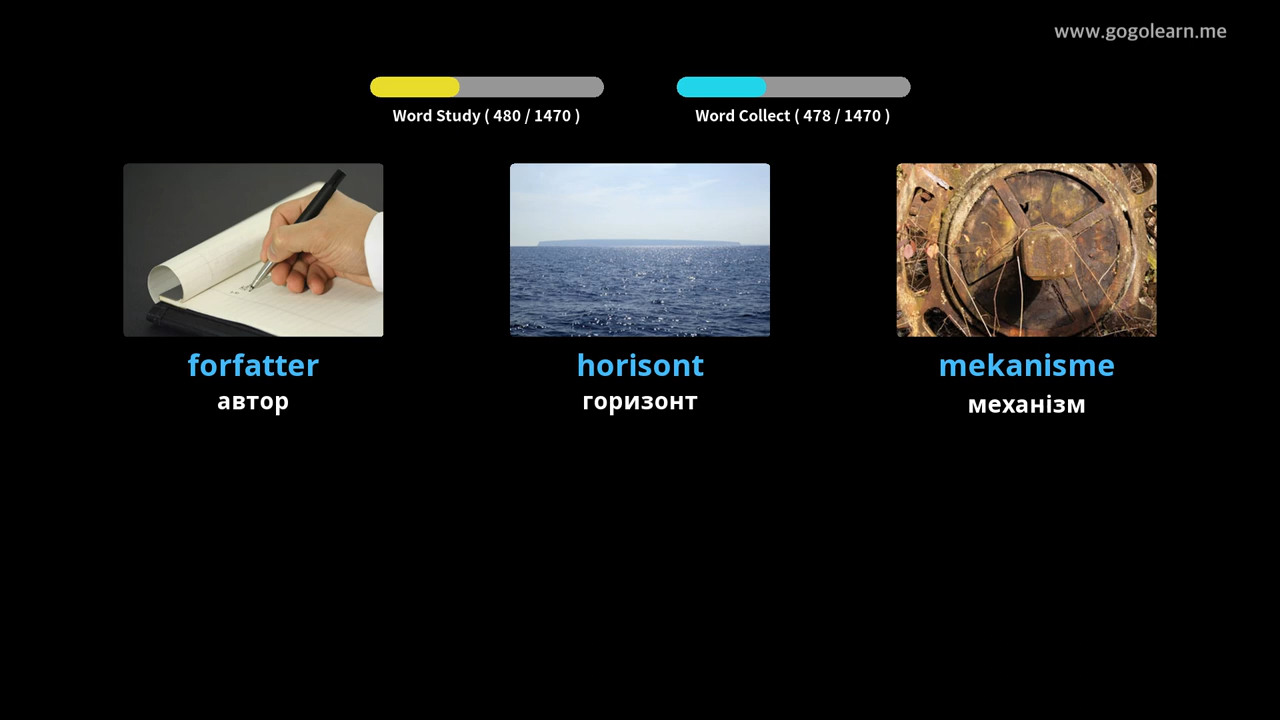 www.gogolearn.me
Word Study ( 480 / 1470 )
Word Collect ( 478 / 1470 )
forfatter
horisont
mekanisme
автор
горизонт
механізм